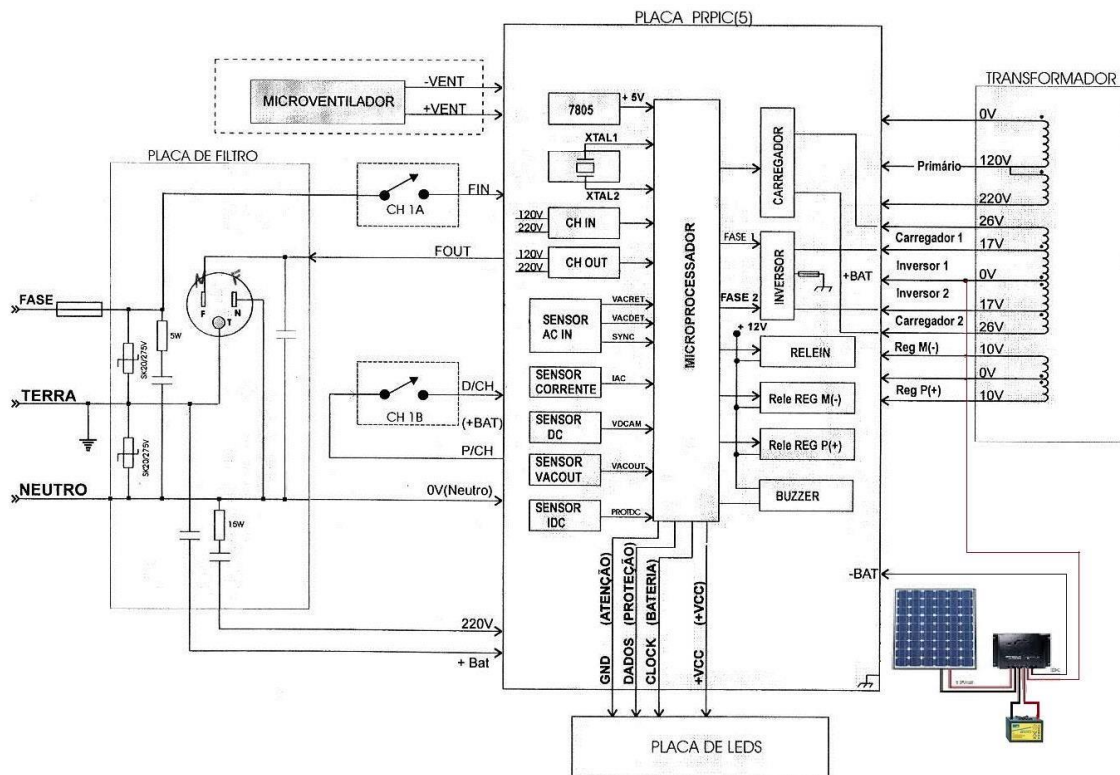 PLACA PRPIC(5)
TRANSFORMADOR
MICROVENTILADOR
-VENT
+VENT
PLACA DE FILTRO
CH 1A
FIN
FOUT
FASE
M F
F
N
T
5W
SK20/275V
TERRA
SK20/275V
NEUTRO
15W
CH 1B
D/CH
(+BAT)
P/CH
0V(Neutro)
220V
+ Bat
7805
+ 5V
XTAL1
XTAL2
120V
220V
CH IN
120V
220V
CH OUT
SENSOR
AC IN
VACRET
VACDET
SYNC
SENSOR
CORRENTE
IAC
SENSOR
DC
VDCAM
SENSOR
VACOUT
VACOUT
SENSOR
IDC
PROTDC
MICROPROCESSADOR
CARREGADOR
FASE 1
FASE 2
INVERSOR
+BAT
+ 12V
RELEIN
Rele REG M(-)
Rele REG P(+)
BUZZER
0V
Primário
120V
220V
26V
Carregador 1
17V
Inversor 1
0V
Inversor 2
17V
Carregador 2
26V
Reg M(-)
10V
0V
Reg P(+)
10V
-BAT
GND (ATENÇÃO)
DADOS (PROTEÇÃO)
CLOCK (BATERIA)
+VCC (+VCC)
PLACA DE LEDS